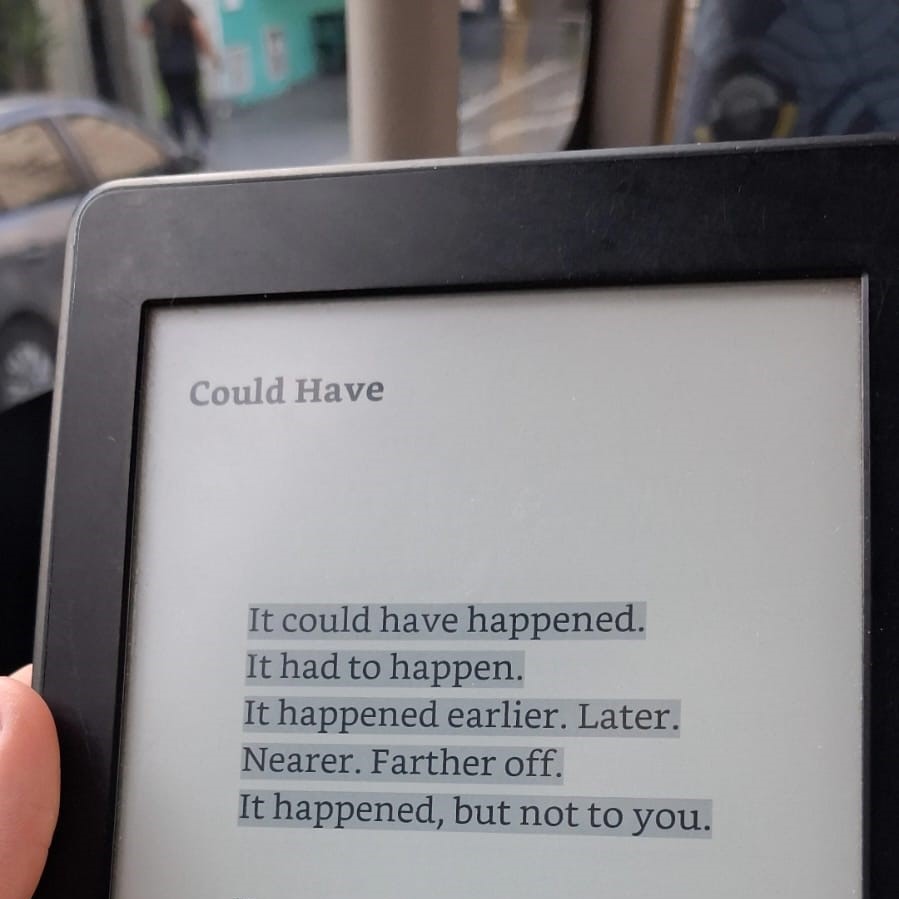 Could Have
It could have happened.
It had to happen.
It happened earlier. Later.
Nearer. Farther off.
It happened, but not to you.